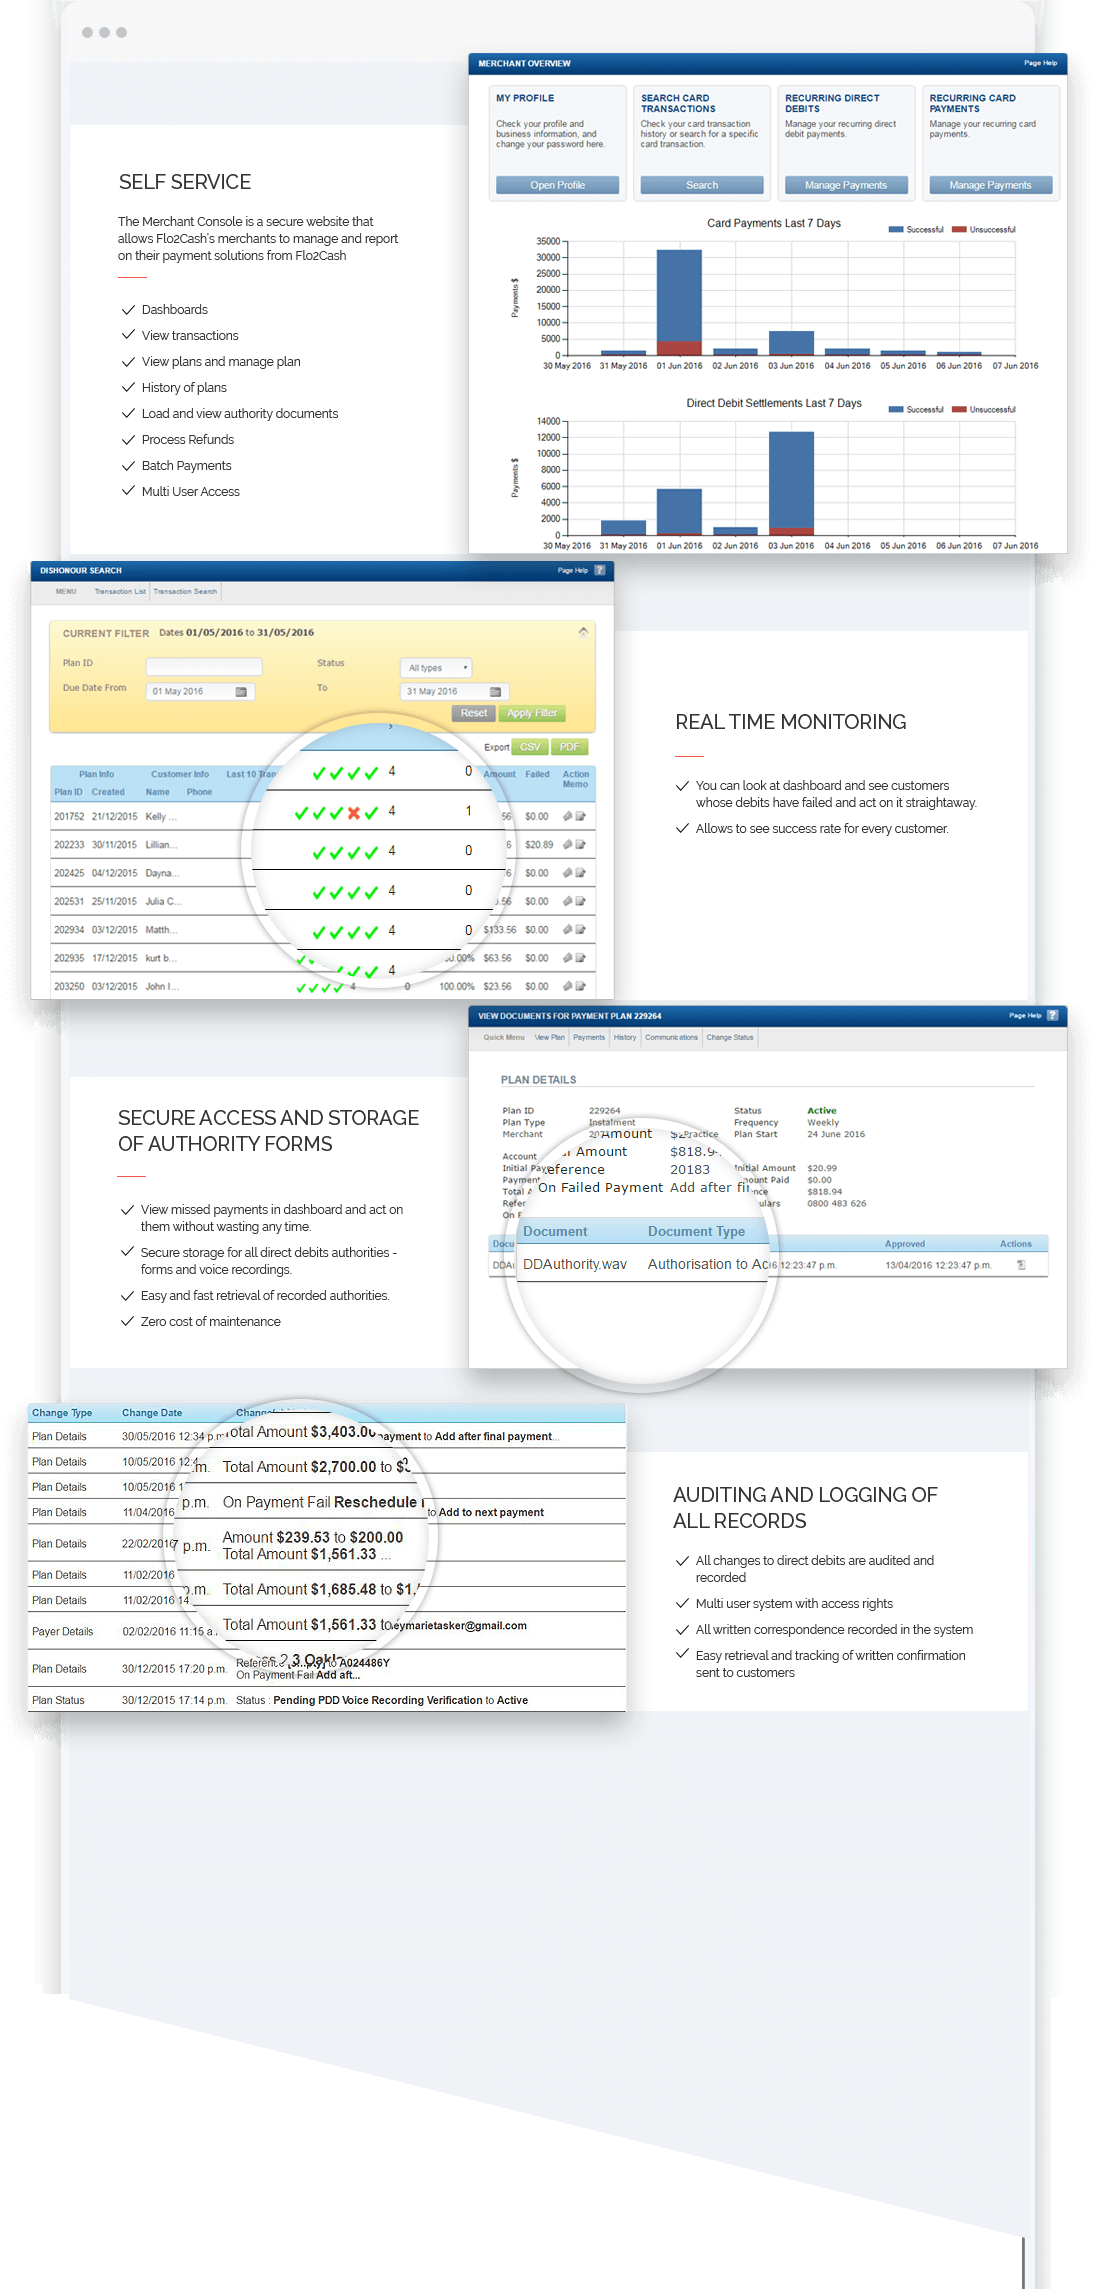 MERCHANT OVERVIEW
Page Help
MY PROFILE
Check your profile and
business information, and
change your password here.
Open Profile
SEARCH CARD
TRANSACTIONS
Check your card transaction
history or search for a specific
card transaction.
Search
RECURRING DIRECT
DEBITS
Manage your recurring direct
debit payments.
Manage Payments
RECURRING CARD
PAYMENTS
Manage your recurring card
payments.
Manage Payments
SELF SERVICE
The Merchant Console is a secure website that
allows Flo2Cash's merchants to manage and report
on their payment solutions from Flo2Cash
Dashboards
View transactions
View plans and manage plan
History of plans
Load and view authority documents
Process Refunds
Batch Payments
Multi User Access
Card Payments Last 7 Days
Successful Unsuccessful
Payments $
35000
30000
25000
20000
15000
10000
5000
0
30 May 2016 31 May 2016 01 Jun 2016 02 Jun 2016 03 Jun 2016 04 Jun 2016 05 Jun 2016 06 Jun 2016 07 Jun 2016
Direct Debit Settlements Last 7 Days
Successful Unsuccessful
Payments $
14000
12000
10000
8000
6000
4000
2000
0
30 May 2016 31 May 2016 01 Jun 2016 02 Jun 2016 03 Jun 2016 04 Jun 2016 05 Jun 2016 06 Jun 2016 07 Jun 2016
DISHONOUR SEARCH
Page Help ?
MENU Transaction List Transaction Search
CURRENT FILTER Dates 01/05/2016 to 31/05/2016
Plan ID Status All types
Due Date From 01 May 2016 To 31 May 2016
Reset Apply Filter
Export CSV PDF
Plan Info Customer Info Last 10 Amount Failed Action
Memo
Plan ID Created Name Phone
4 0
201752 21/12/2015 Kelly ... 4 1 $0.00
202233 30/11/2015 Lillian... 4 0 $20.89
202425 04/12/2015 Dayna... $0.00
202531 25/11/2015 Julia C... 4 0 $0.00
202934 03/12/2015 Matth... 4 0 $133.56 $0.00
202935 17/12/2015 kurt b... 4 $63.56 $0.00
203250 03/12/2015 John I... 4 0 100.00% $23.56 $0.00
REAL TIME MONITORING
You can look at dashboard and see customers
whose debits have failed and act on it straightaway.
Allows to see success rate for every customer.
VIEW DOCUMENTS FOR PAYMENT PLAN 229264
Page Help ?
Quick Menu View Plan Payments History Communications Change Status
PLAN DETAILS
Plan ID 229264 Status Active
Plan Type Instalment Frequency Weekly
Merchant Plan Start 24 June 2016
Amount
Account Amount $818.9
Initial 20183 Initial Amount $20.99
On Failed Payment Add after Paid $0.00
Total $818.94
0800 483 626
Document Document Type Approved Actions
DDAuthority.wav Authorisation to 12:23:47 p.m. 13/04/2016 12:23:47 p.m.
SECURE ACCESS AND STORAGE
OF AUTHORITY FORMS
View missed payments in dashboard and act on
them without wasting any time.
Secure storage for all direct debits authorities -
forms and voice recordings.
Easy and fast retrieval of recorded authorities.
Zero cost of maintenance
Change Type Change Date
Plan Details 30/05/2016 12:34 Total Amount $3,403.00 payment to Add after final payment...
Plan Details 10/05/2016 Total Amount $2,700.00 to
Plan Details 10/05/2016 p.m. On Payment Fail Reschedule
Plan Details 11/04/2016 to Add to next payment
Plan Details 22/02/2016 p.m. Amount $239.53 to $200.00
Total Amount $1,561.33 ...
Plan Details 11/02/2016
Plan Details 11/02/2016 Total Amount $1,685.48 to
Payer Details 02/02/2016 11:15 Total Amount $1,561.33 to eymarietasker@gmail.com
Plan Details 30/12/2015 17:20 p.m. Reference to A024486Y
On Payment Fail Add aft...
Plan Status 30/12/2015 17:14 p.m. Status : Pending PDD Voice Recording Verification to Active
AUDITING AND LOGGING OF
ALL RECORDS
All changes to direct debits are audited and
recorded
Multi user system with access rights
All written correspondence recorded in the system
Easy retrieval and tracking of written confirmation
sent to customers